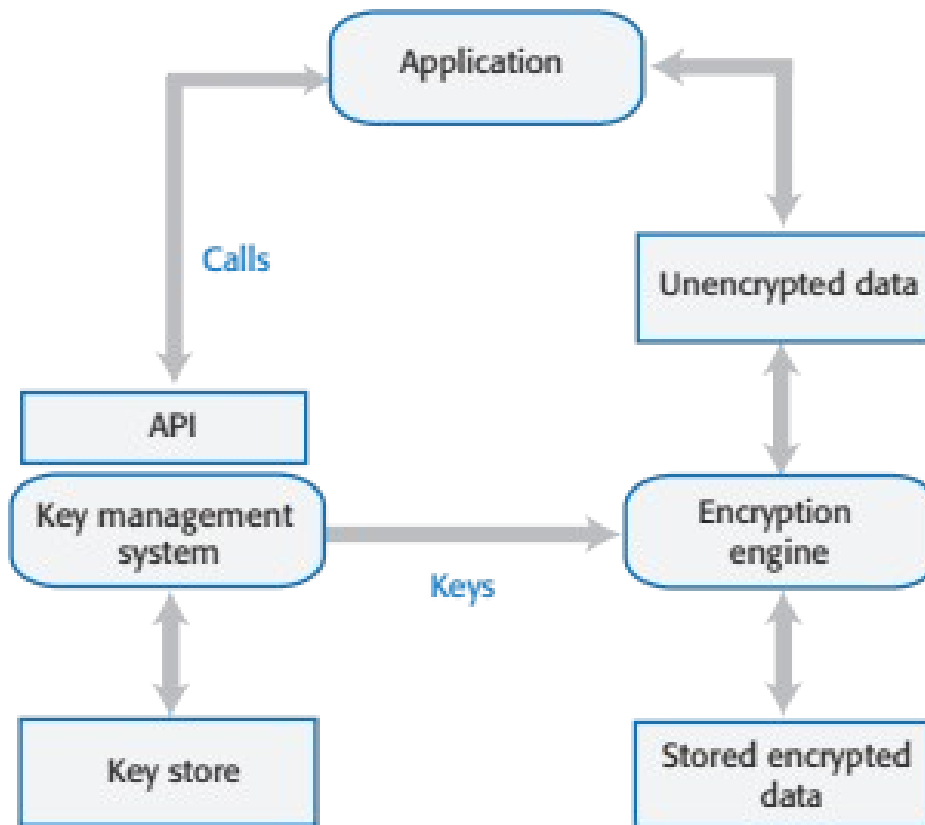 Application
Calls
Unencrypted data
API
Key management
system
Encryption
engine
Keys
Key store
Stored encrypted
data